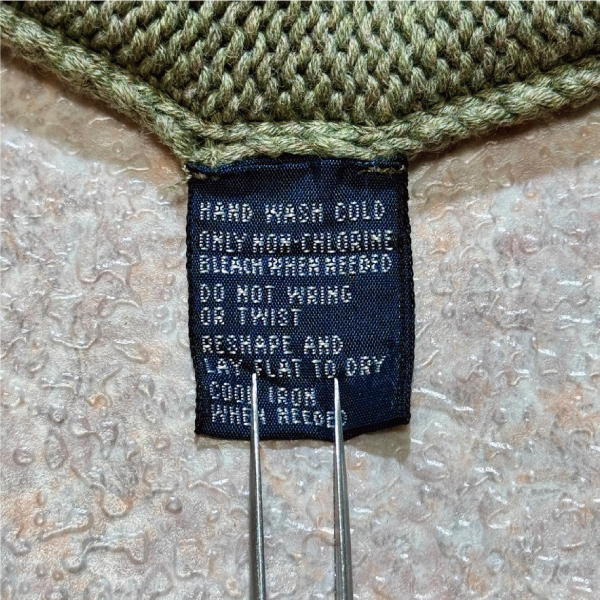 HAND WASH COLD
ONLY NON-CHLORINE
BLEACH WHEN NEEDED
DO NOT WRING
OR TWIST
RESHAPE AND
LAY FLAT TO DRY
COOL IRON
WHEN NEEDED